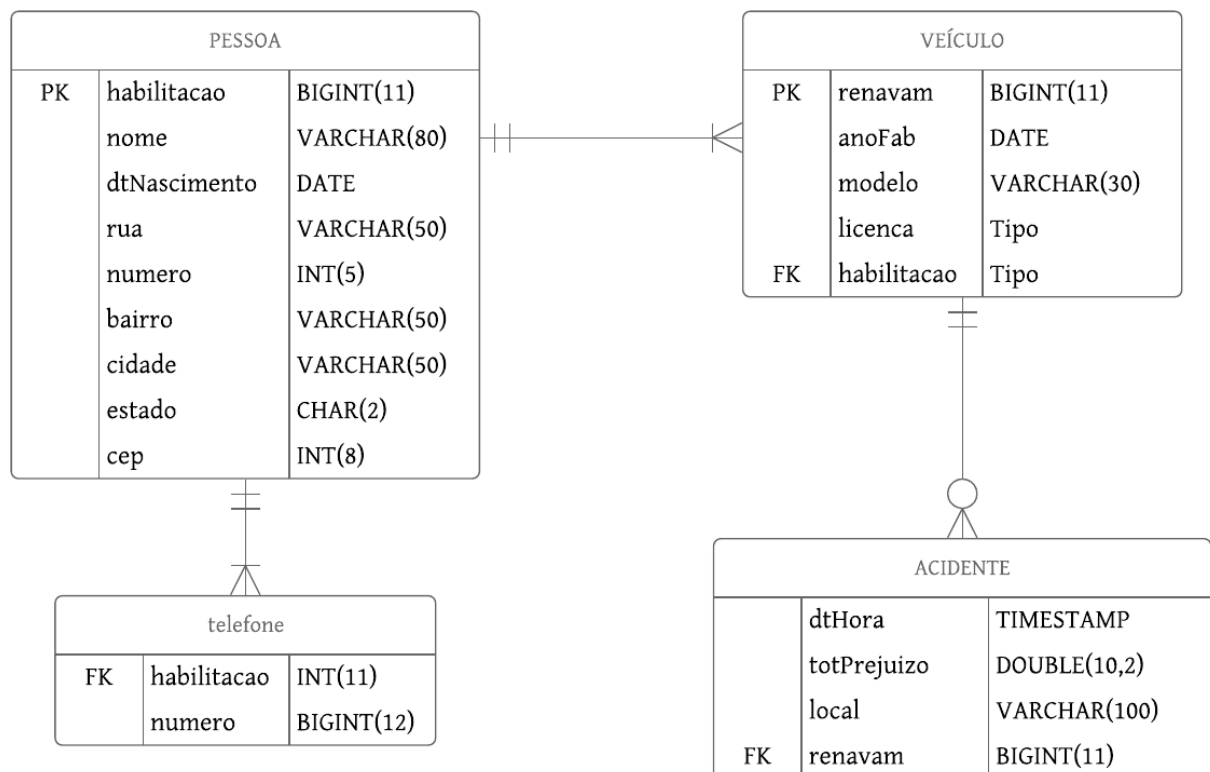 PESSOA
PK habilitacao BIGINT(11)
nome VARCHAR(80)
dtNascimento DATE
rua VARCHAR(50)
numero INT(5)
bairro VARCHAR(50)
cidade VARCHAR(50)
estado CHAR(2)
cep INT(8)
VEÍCULO
PK renavam BIGINT(11)
anoFab DATE
modelo VARCHAR(30)
licenca Tipo
FK habilitacao Tipo
telefone
FK habilitacao INT(11)
numero BIGINT(12)
ACIDENTE
dtHora TIMESTAMP
totPrejuizo DOUBLE(10,2)
local VARCHAR(100)
FK renavam BIGINT(11)